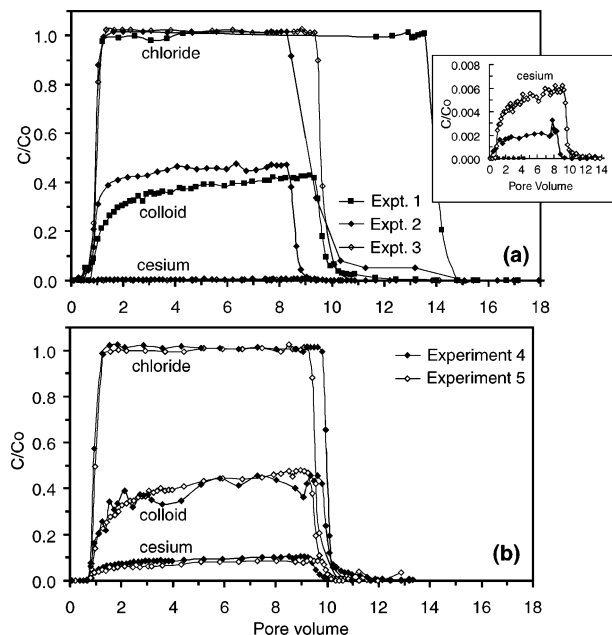 1.0
0.8
0.6
0.4
0.2
0.0
C/Co
chloride
colloid
cesium
Expt. 1
Expt. 2
Expt. 3
(a)
0 2 4 6 8 10 12 14 16 18
0.008
0.006
0.004
0.002
0.000
C/Co
cesium
0 2 4 6 8 10 12 14
Pore Volume
1.0
0.8
0.6
0.4
0.2
0.0
C/Co
chloride
colloid
cesium
Experiment 4
Experiment 5
(b)
0 2 4 6 8 10 12 14 16 18
Pore volume